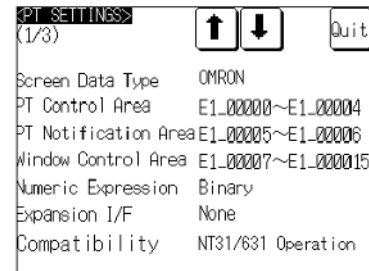 <PT SETTINGS>
(1/3)
Quit
Screen Data Type OMRON
PT Control Area E1_00000~E1_00004
PT Notification Area E1_00005~E1_00006
Window Control Area E1_00007~E1_000015
Numeric Expression Binary
Expansion I/F None
Compatibility NT31/631 Operation